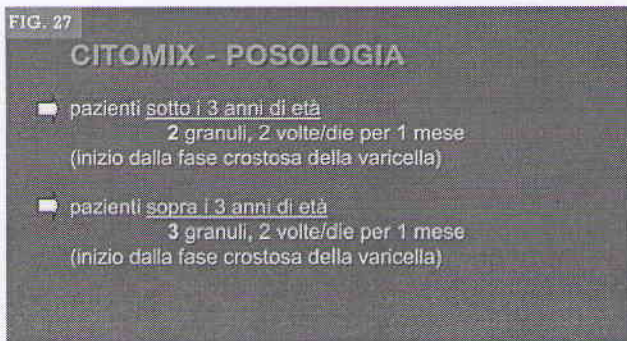 FIG. 27
CITOMIX - POSOLOGIA
pazienti sotto i 3 anni di età
2 granuli, 2 volte/die per 1 mese
(inizio dalla fase crostosa della varicella)
pazienti sopra i 3 anni di età
3 granuli, 2 volte/die per 1 mese
(inizio dalla fase crostosa della varicella)